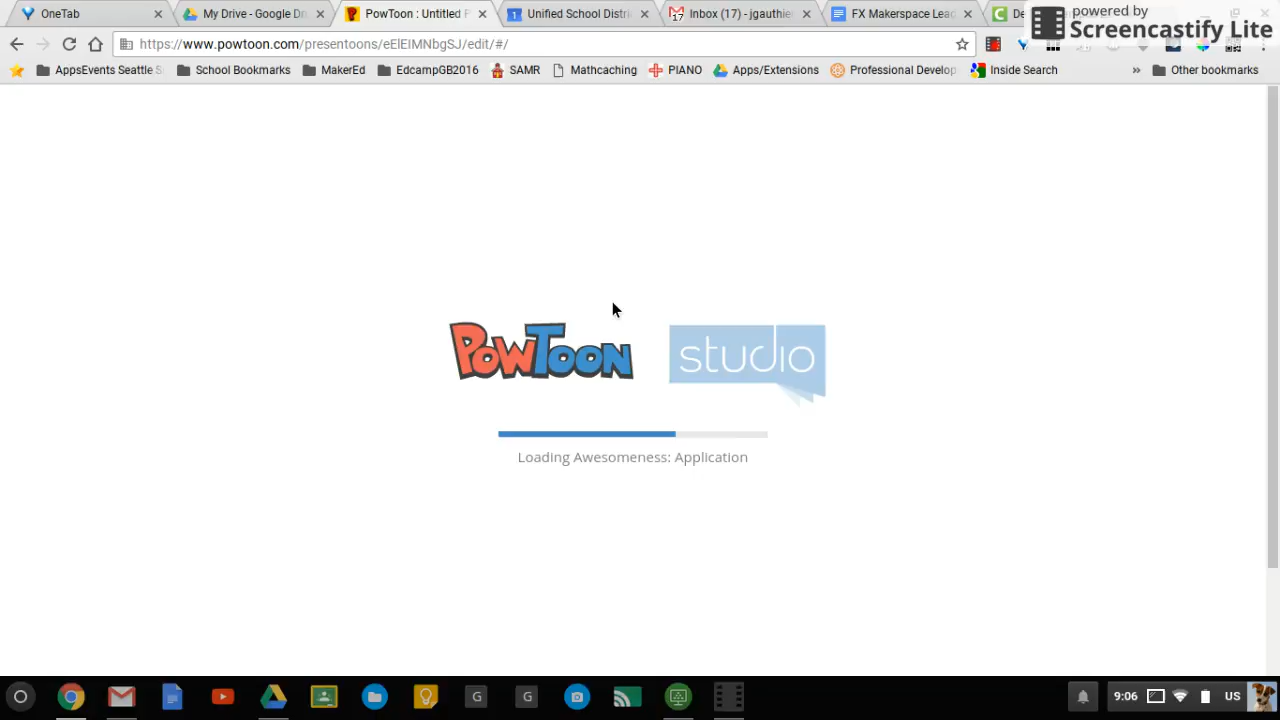 OneTab
My Drive - Google Dr
PowToon : Untitled P
Unified School Distri
Inbox (17) - jgauthie
FX Makerspace Lead
De
powered by
Screencastify Lite
https://www.powtoon.com/presentoons/eElEIMNbgSJ/edit/#/
AppsEvents Seattle S
School Bookmarks
MakerEd
EdcampGB2016
SAMR
Mathcaching
PIANO
Apps/Extensions
Professional Develop
Inside Search
»
Other bookmarks
PowToon
studio
Loading Awesomeness: Application
G
G
9:06
US